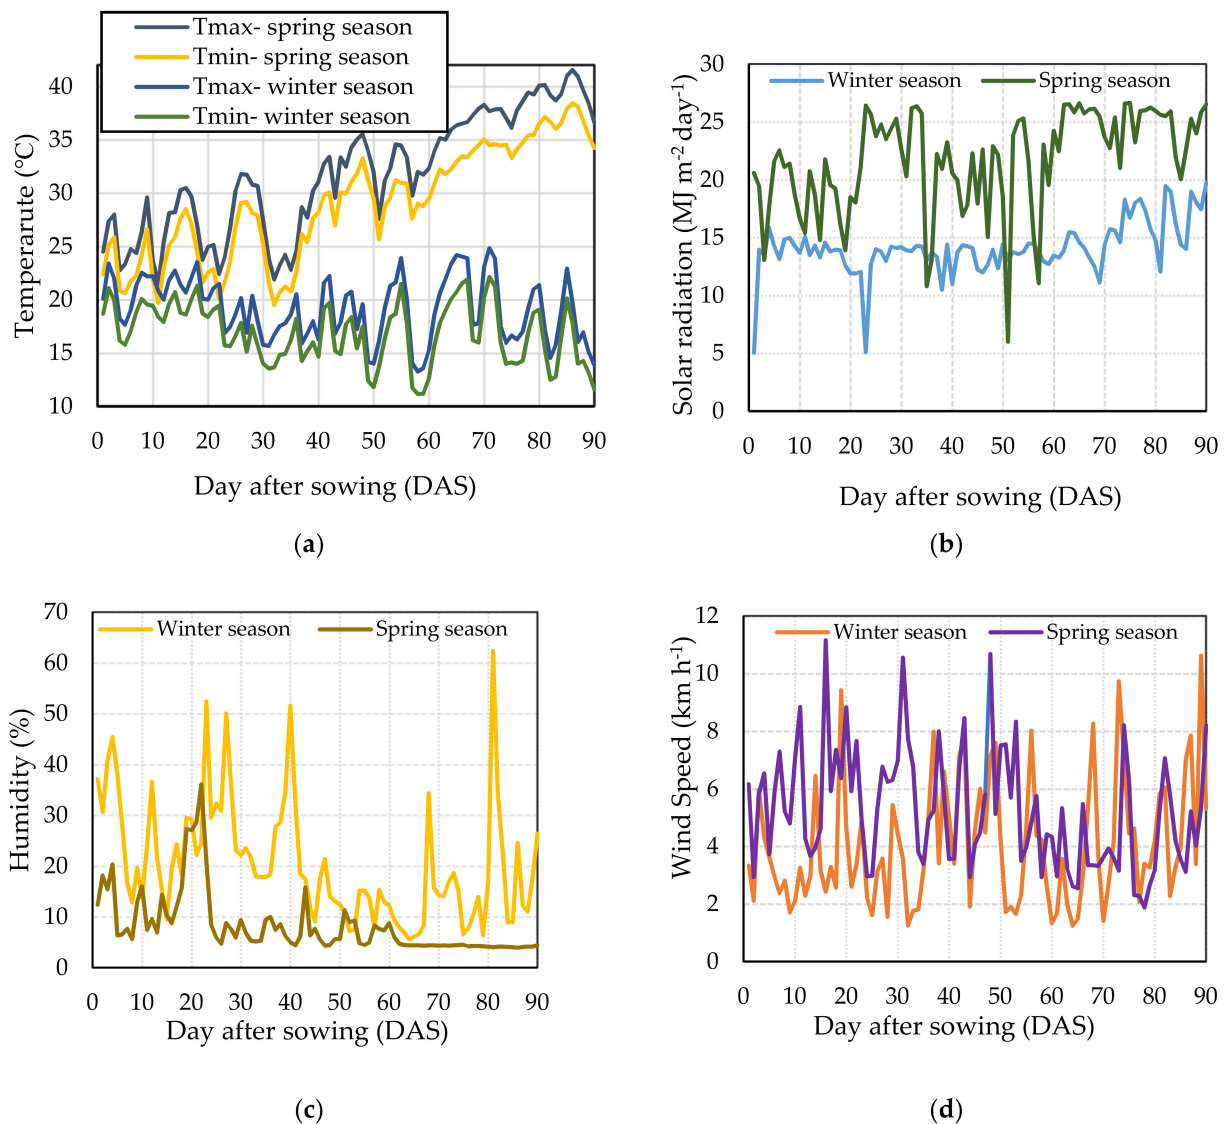 Tmax- spring season
Tmin- spring season
Tmax- winter season
Tmin- winter season
40
35
30
25
20
15
10
Temperarute (°C)
0 10 20 30 40 50 60 70 80 90
Day after sowing (DAS)
(a)
Winter season Spring season
30
25
20
15
10
5
0
Solar radiation (MJ m-2 day-1)
0 10 20 30 40 50 60 70 80 90
Day after sowing (DAS)
(b)
Winter season Spring season
70
60
50
40
30
20
10
0
Humidity (%)
0 10 20 30 40 50 60 70 80 90
Day after sowing (DAS)
(c)
Winter season Spring season
12
10
8
6
4
2
0
Wind Speed (km h-1)
0 10 20 30 40 50 60 70 80 90
Day after sowing (DAS)
(d)